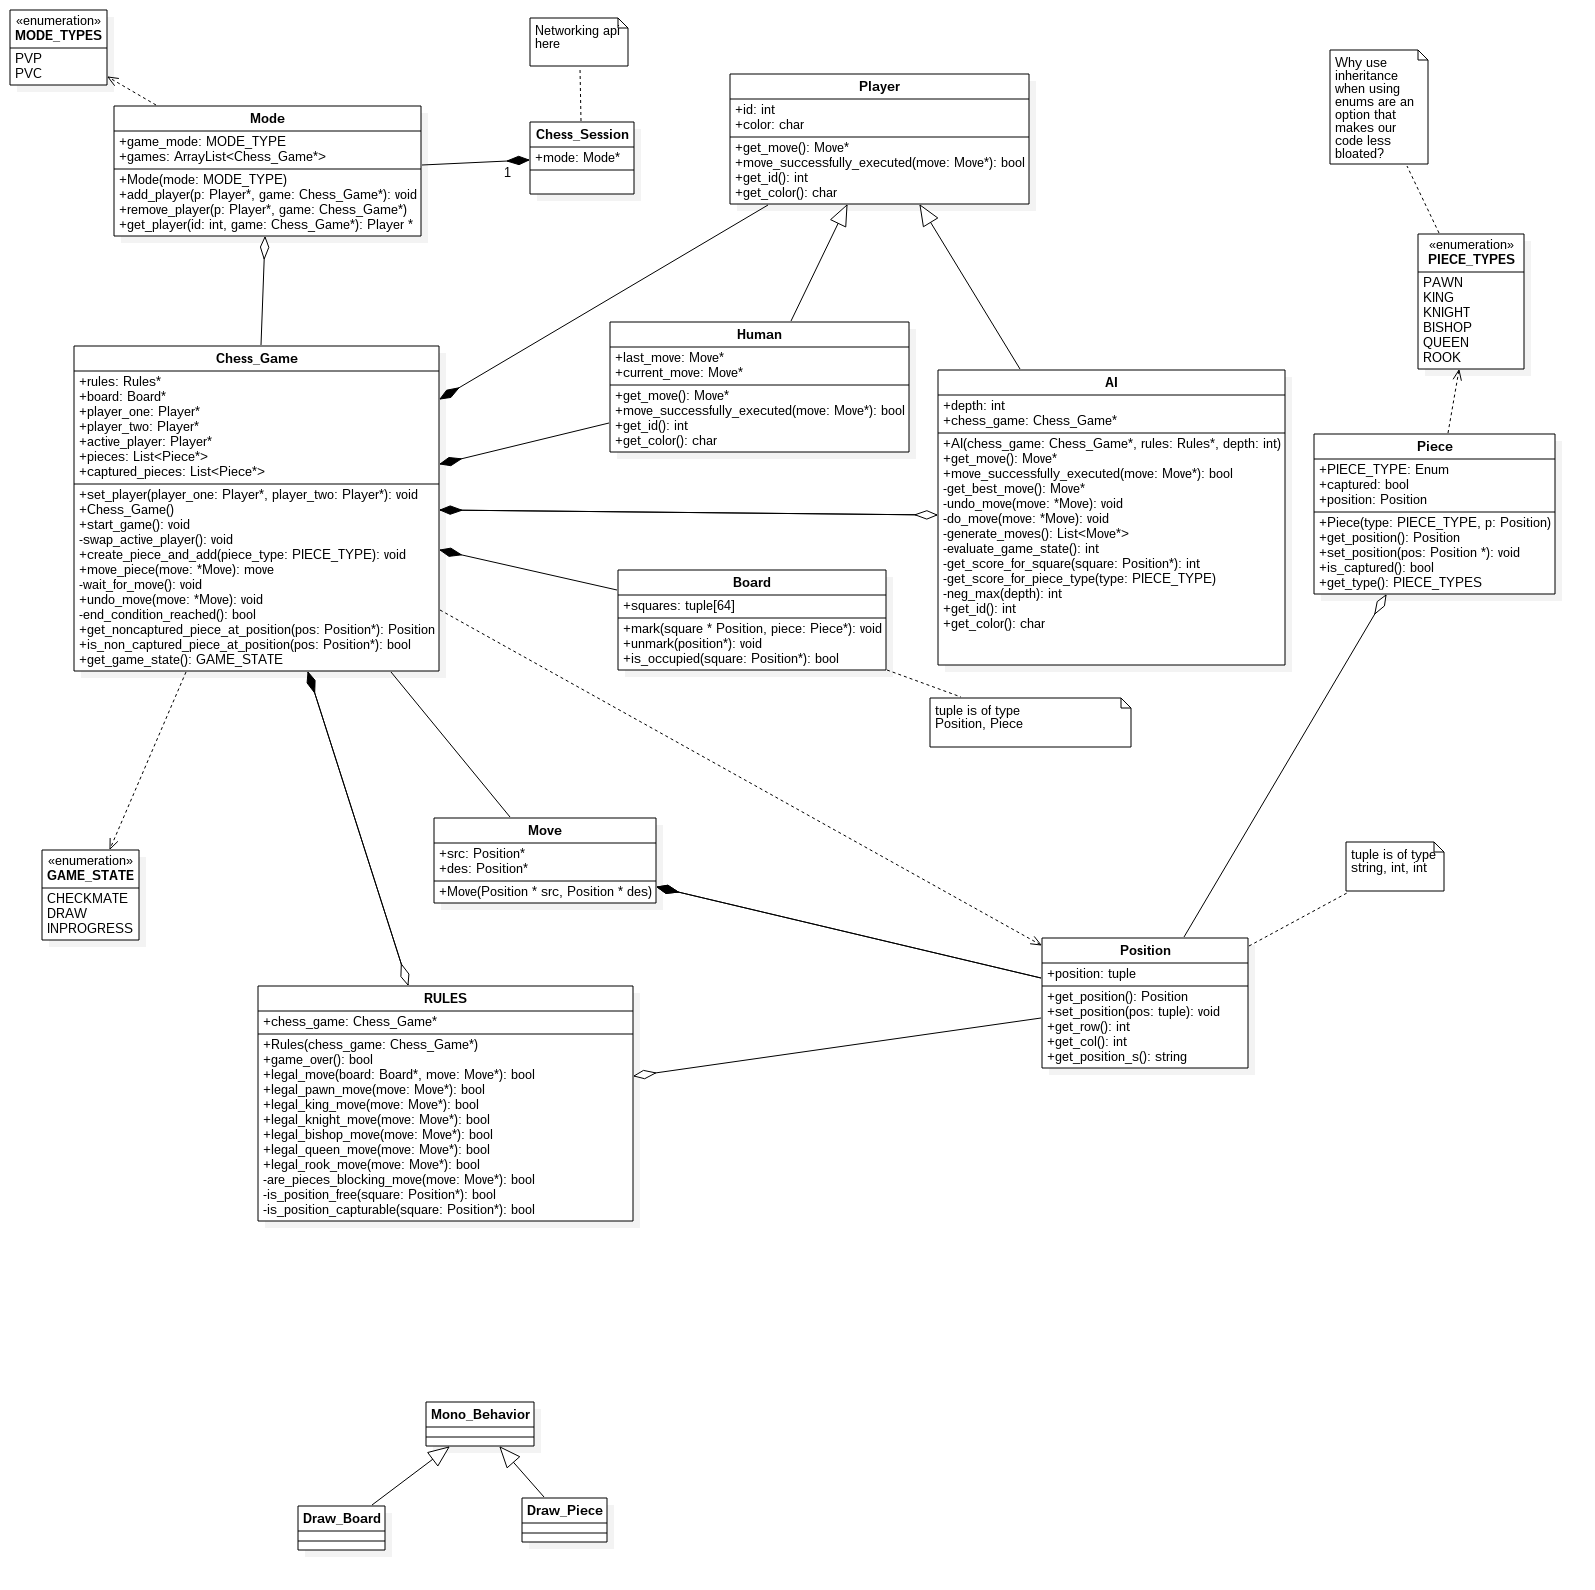 «enumeration»
MODE_TYPES
PVP
PVC
Networking api
here
Mode
+game_mode: MODE_TYPE
+games: ArrayList<Chess_Game*>
+Mode(mode: MODE_TYPE)
+add_player(p: Player*, game: Chess_Game*): void
+remove_player(p: Player*, game: Chess_Game*)
+get_player(id: int, game: Chess_Game*): Player *
1
Chess_Session
+mode: Mode*
Player
+id: int
+color: char
+get_move(): Move*
+move_successfully_executed(move: Move*): bool
+get_id(): int
+get_color(): char
Why use
inheritance
when using
enums are an
option that
makes our
code less
bloated?
«enumeration»
PIECE_TYPES
PAWN
KING
KNIGHT
BISHOP
QUEEN
ROOK
Chess_Game
+rules: Rules*
+board: Board*
+player_one: Player*
+player_two: Player*
+active_player: Player*
+pieces: List<Piece*>
+captured_pieces: List<Piece*>
+set_player(player_one: Player*, player_two: Player*): void
+Chess_Game()
+start_game(): void
-swap_active_player(): void
+create_piece_and_add(piece_type: PIECE_TYPE): void
+move_piece(move: *Move): move
-wait_for_move(): void
+undo_move(move: *Move): void
-end_condition_reached(): bool
+get_noncaptured_piece_at_position(pos: Position*): Position
+is_non_captured_piece_at_position(pos: Position*): bool
+get_game_state(): GAME_STATE
Human
+last_move: Move*
+current_move: Move*
+get_move(): Move*
+move_successfully_executed(move: Move*): bool
+get_id(): int
+get_color(): char
AI
+depth: int
+chess_game: Chess_Game*
+AI(chess_game: Chess_Game*, rules: Rules*, depth: int)
+get_move(): Move*
+move_successfully_executed(move: Move*): bool
-get_best_move(): Move*
-undo_move(move: *Move): void
-do_move(move: *Move): void
-generate_moves(): List<Move*>
-evaluate_game_state(): int
-get_score_for_square(square: Position*): int
-get_score_for_piece_type(type: PIECE_TYPE)
-neg_max(depth): int
+get_id(): int
+get_color(): char
Piece
+PIECE_TYPE: Enum
+captured: bool
+position: Position
+Piece(type: PIECE_TYPE, p: Position)
+get_position(): Position
+set_position(pos: Position *): void
+is_captured(): bool
+get_type(): PIECE_TYPES
Board
+squares: tuple[64]
+mark(square * Position, piece: Piece*): void
+unmark(position*): void
+is_occupied(square: Position*): bool
tuple is of type
Position, Piece
«enumeration»
GAME_STATE
CHECKMATE
DRAW
INPROGRESS
Move
+src: Position*
+des: Position*
+Move(Position * src, Position * des)
tuple is of type
string, int, int
Position
+position: tuple
+get_position(): Position
+set_position(pos: tuple): void
+get_row(): int
+get_col(): int
+get_position_s(): string
RULES
+chess_game: Chess_Game*
+Rules(chess_game: Chess_Game*)
+game_over(): bool
+legal_move(board: Board*, move: Move*): bool
+legal_pawn_move(move: Move*): bool
+legal_king_move(move: Move*): bool
+legal_knight_move(move: Move*): bool
+legal_bishop_move(move: Move*): bool
+legal_queen_move(move: Move*): bool
+legal_rook_move(move: Move*): bool
-are_pieces_blocking_move(move: Move*): bool
-is_position_free(square: Position*): bool
-is_position_capturable(square: Position*): bool
Mono_Behavior
Draw_Board
Draw_Piece